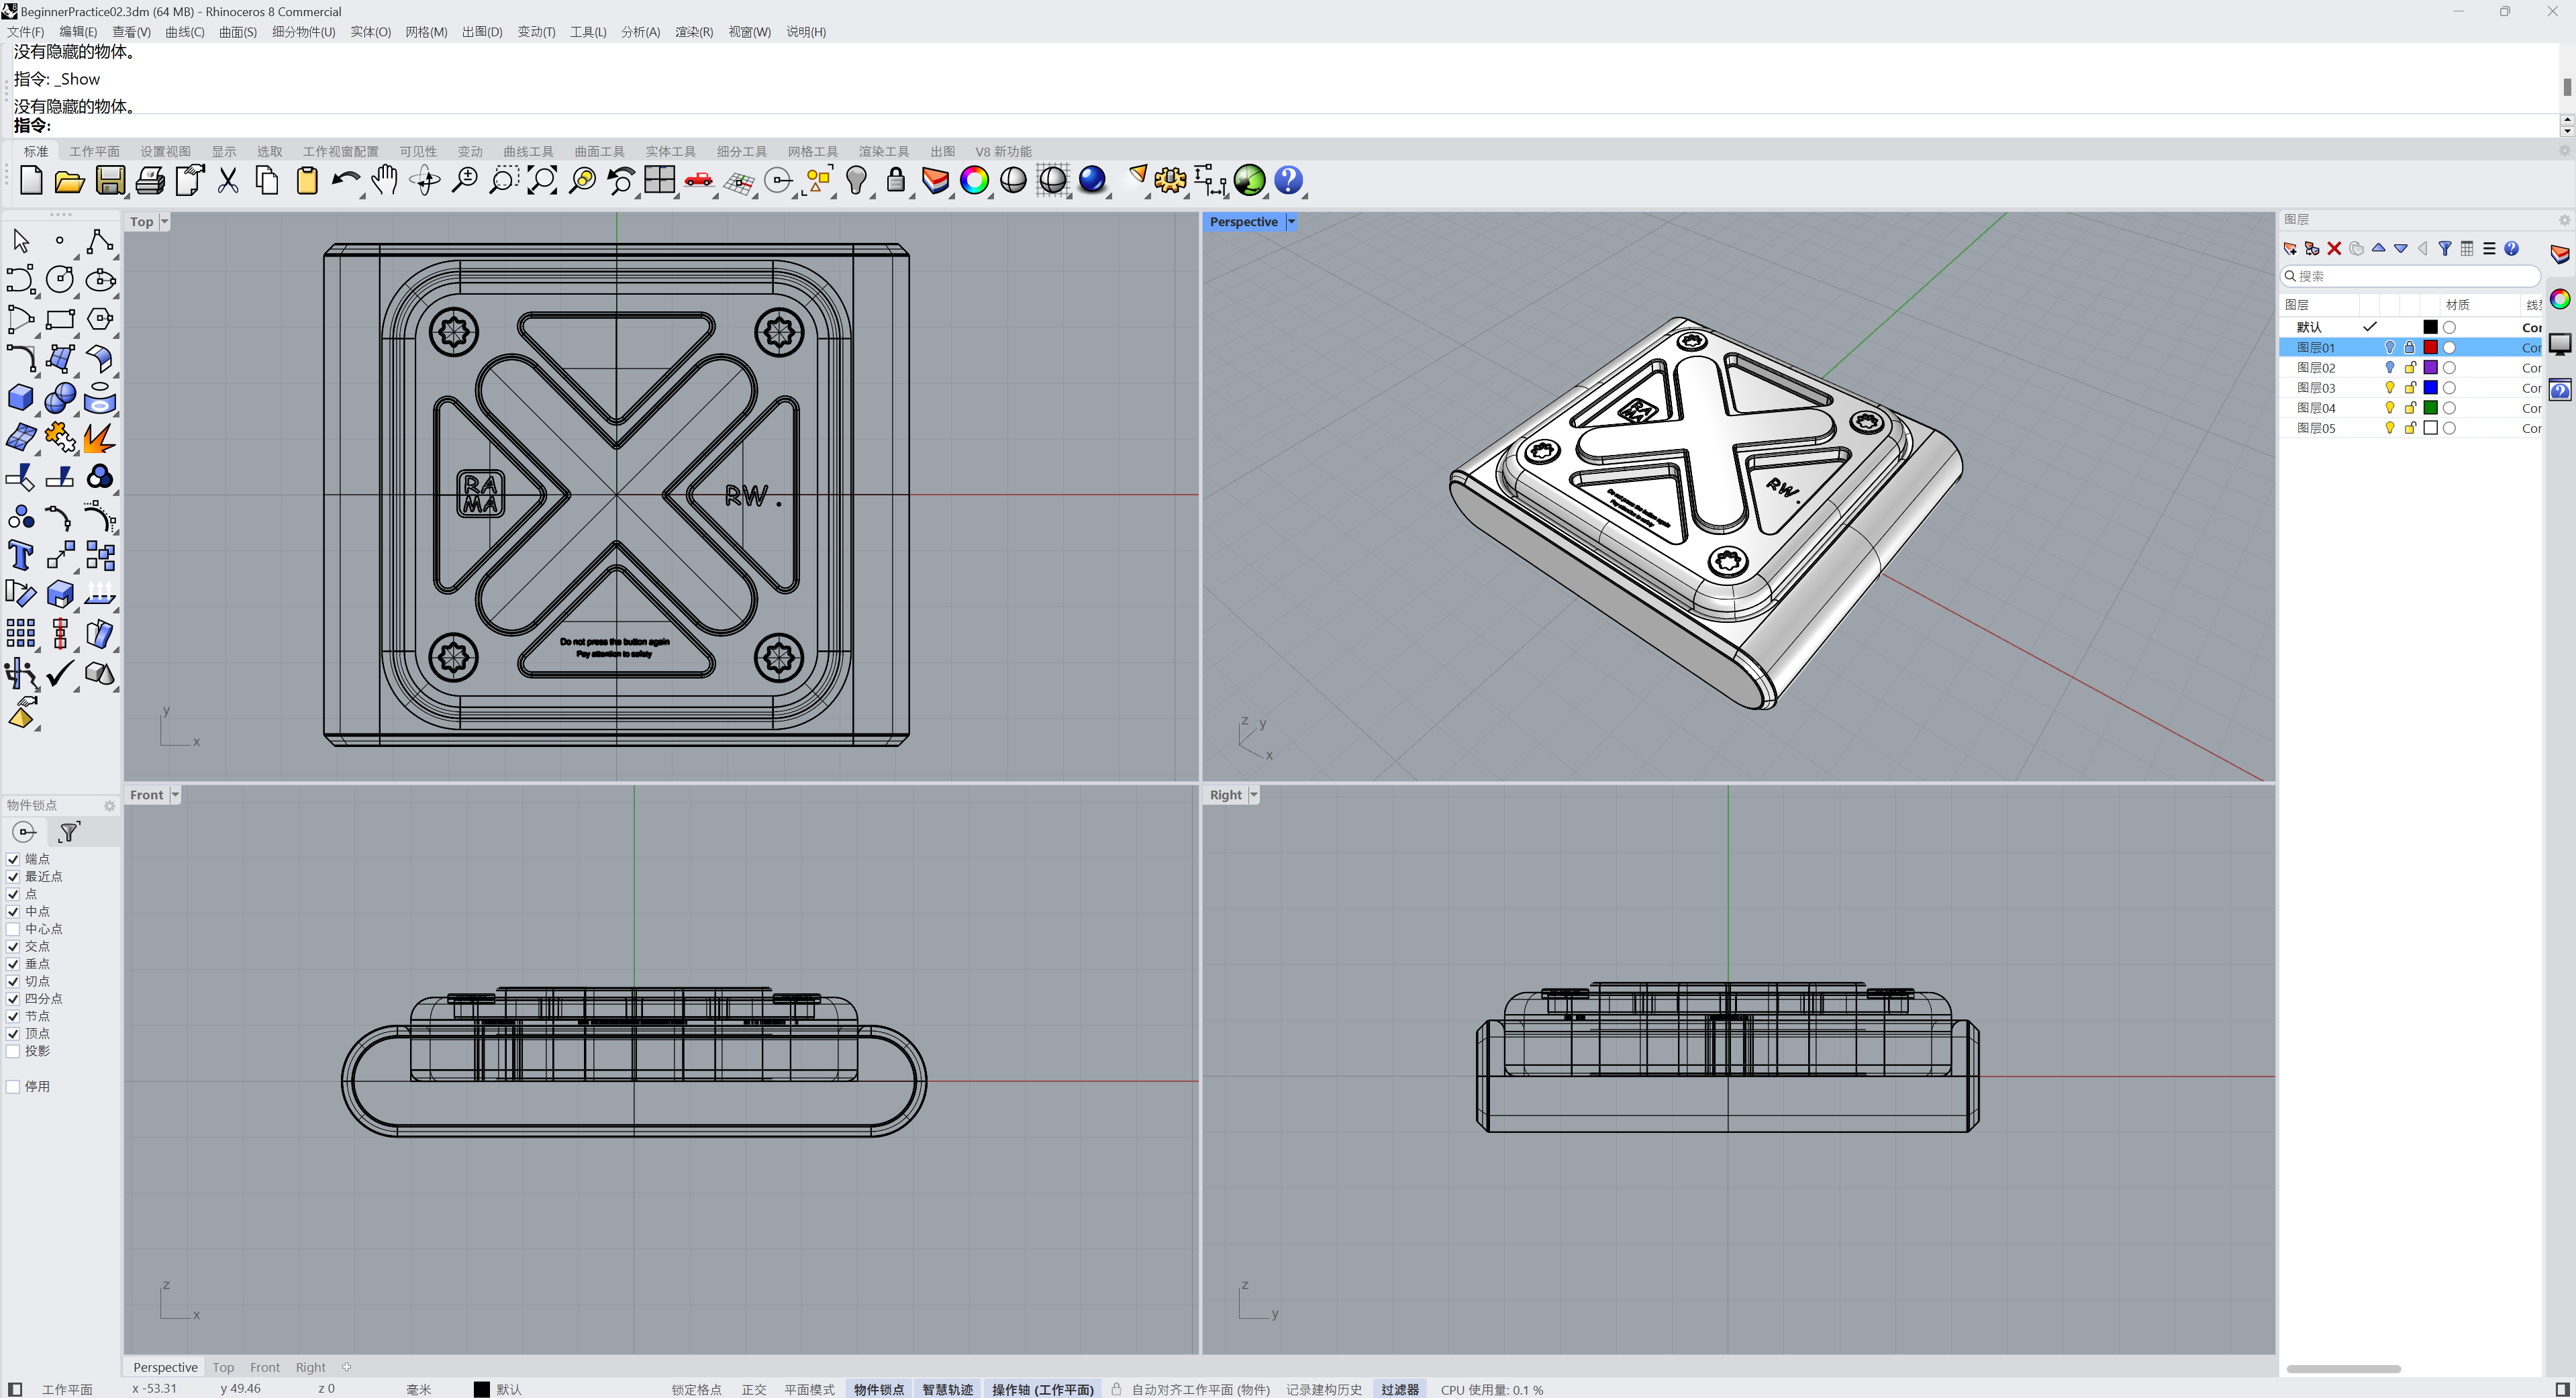 BeginnerPractice02.3dm (64 MB) - Rhinoceros 8 Commercial
文件(F) 编辑(E) 查看(V) 曲线(C) 曲面(S) 细分物件(U) 实体(O) 网格(M) 出图(D) 变动(T) 工具(L) 分析(A) 渲染(R) 视窗(W) 说明(H)
没有隐藏的物体。
指令: _Show
没有隐藏的物体。
指令:
标准 工作平面 设置视图 显示 选取 工作视窗配置 可见性 变动 曲线工具 曲面工具 实体工具 细分工具 网格工具 渲染工具 出图 V8 新功能
Top
RA
MA
RW.
Do not press the button again
Pay attention to safety
y
x
Perspective
RA
MA
RW.
Do not press the button again
Pay attention to safety
z
y
x
图层
搜索
图层 材质 线型
默认 Cor
图层01 Cor
图层02 Cor
图层03 Cor
图层04 Cor
图层05 Cor
物件锁点
端点
最近点
点
中点
中心点
交点
垂点
切点
四分点
节点
顶点
投影
停用
Front
z
x
Right
z
y
Perspective Top Front Right
工作平面 x -53.31 y 49.46 z 0 毫米 默认 锁定格点 正交 平面模式 物件锁点 智慧轨迹 操作轴 (工作平面) 自动对齐工作平面 (物件) 记录建构历史 过滤器 CPU 使用量: 0.1 %